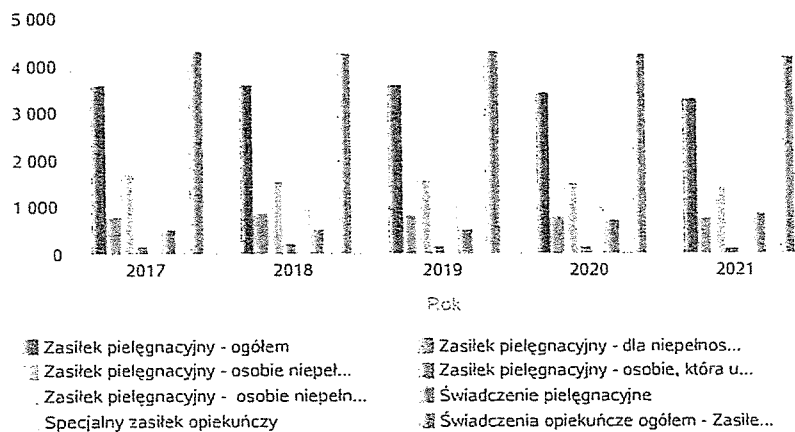 5 000
4 000
3 000
2 000
1 000
0
2017 2018 2019 2020 2021
Rok
Zasiłek pielęgnacyjny - ogółem
Zasiłek pielęgnacyjny - dla niepełnos...
Zasiłek pielęgnacyjny - osobie niepeł...
Zasiłek pielęgnacyjny - osobie, która u...
Zasiłek pielęgnacyjny - osobie niepełn...
Świadczenie pielęgnacyjne
Specjalny zasiłek opiekuńczy
Świadczenia opiekuńcze ogółem - Zasiłe...